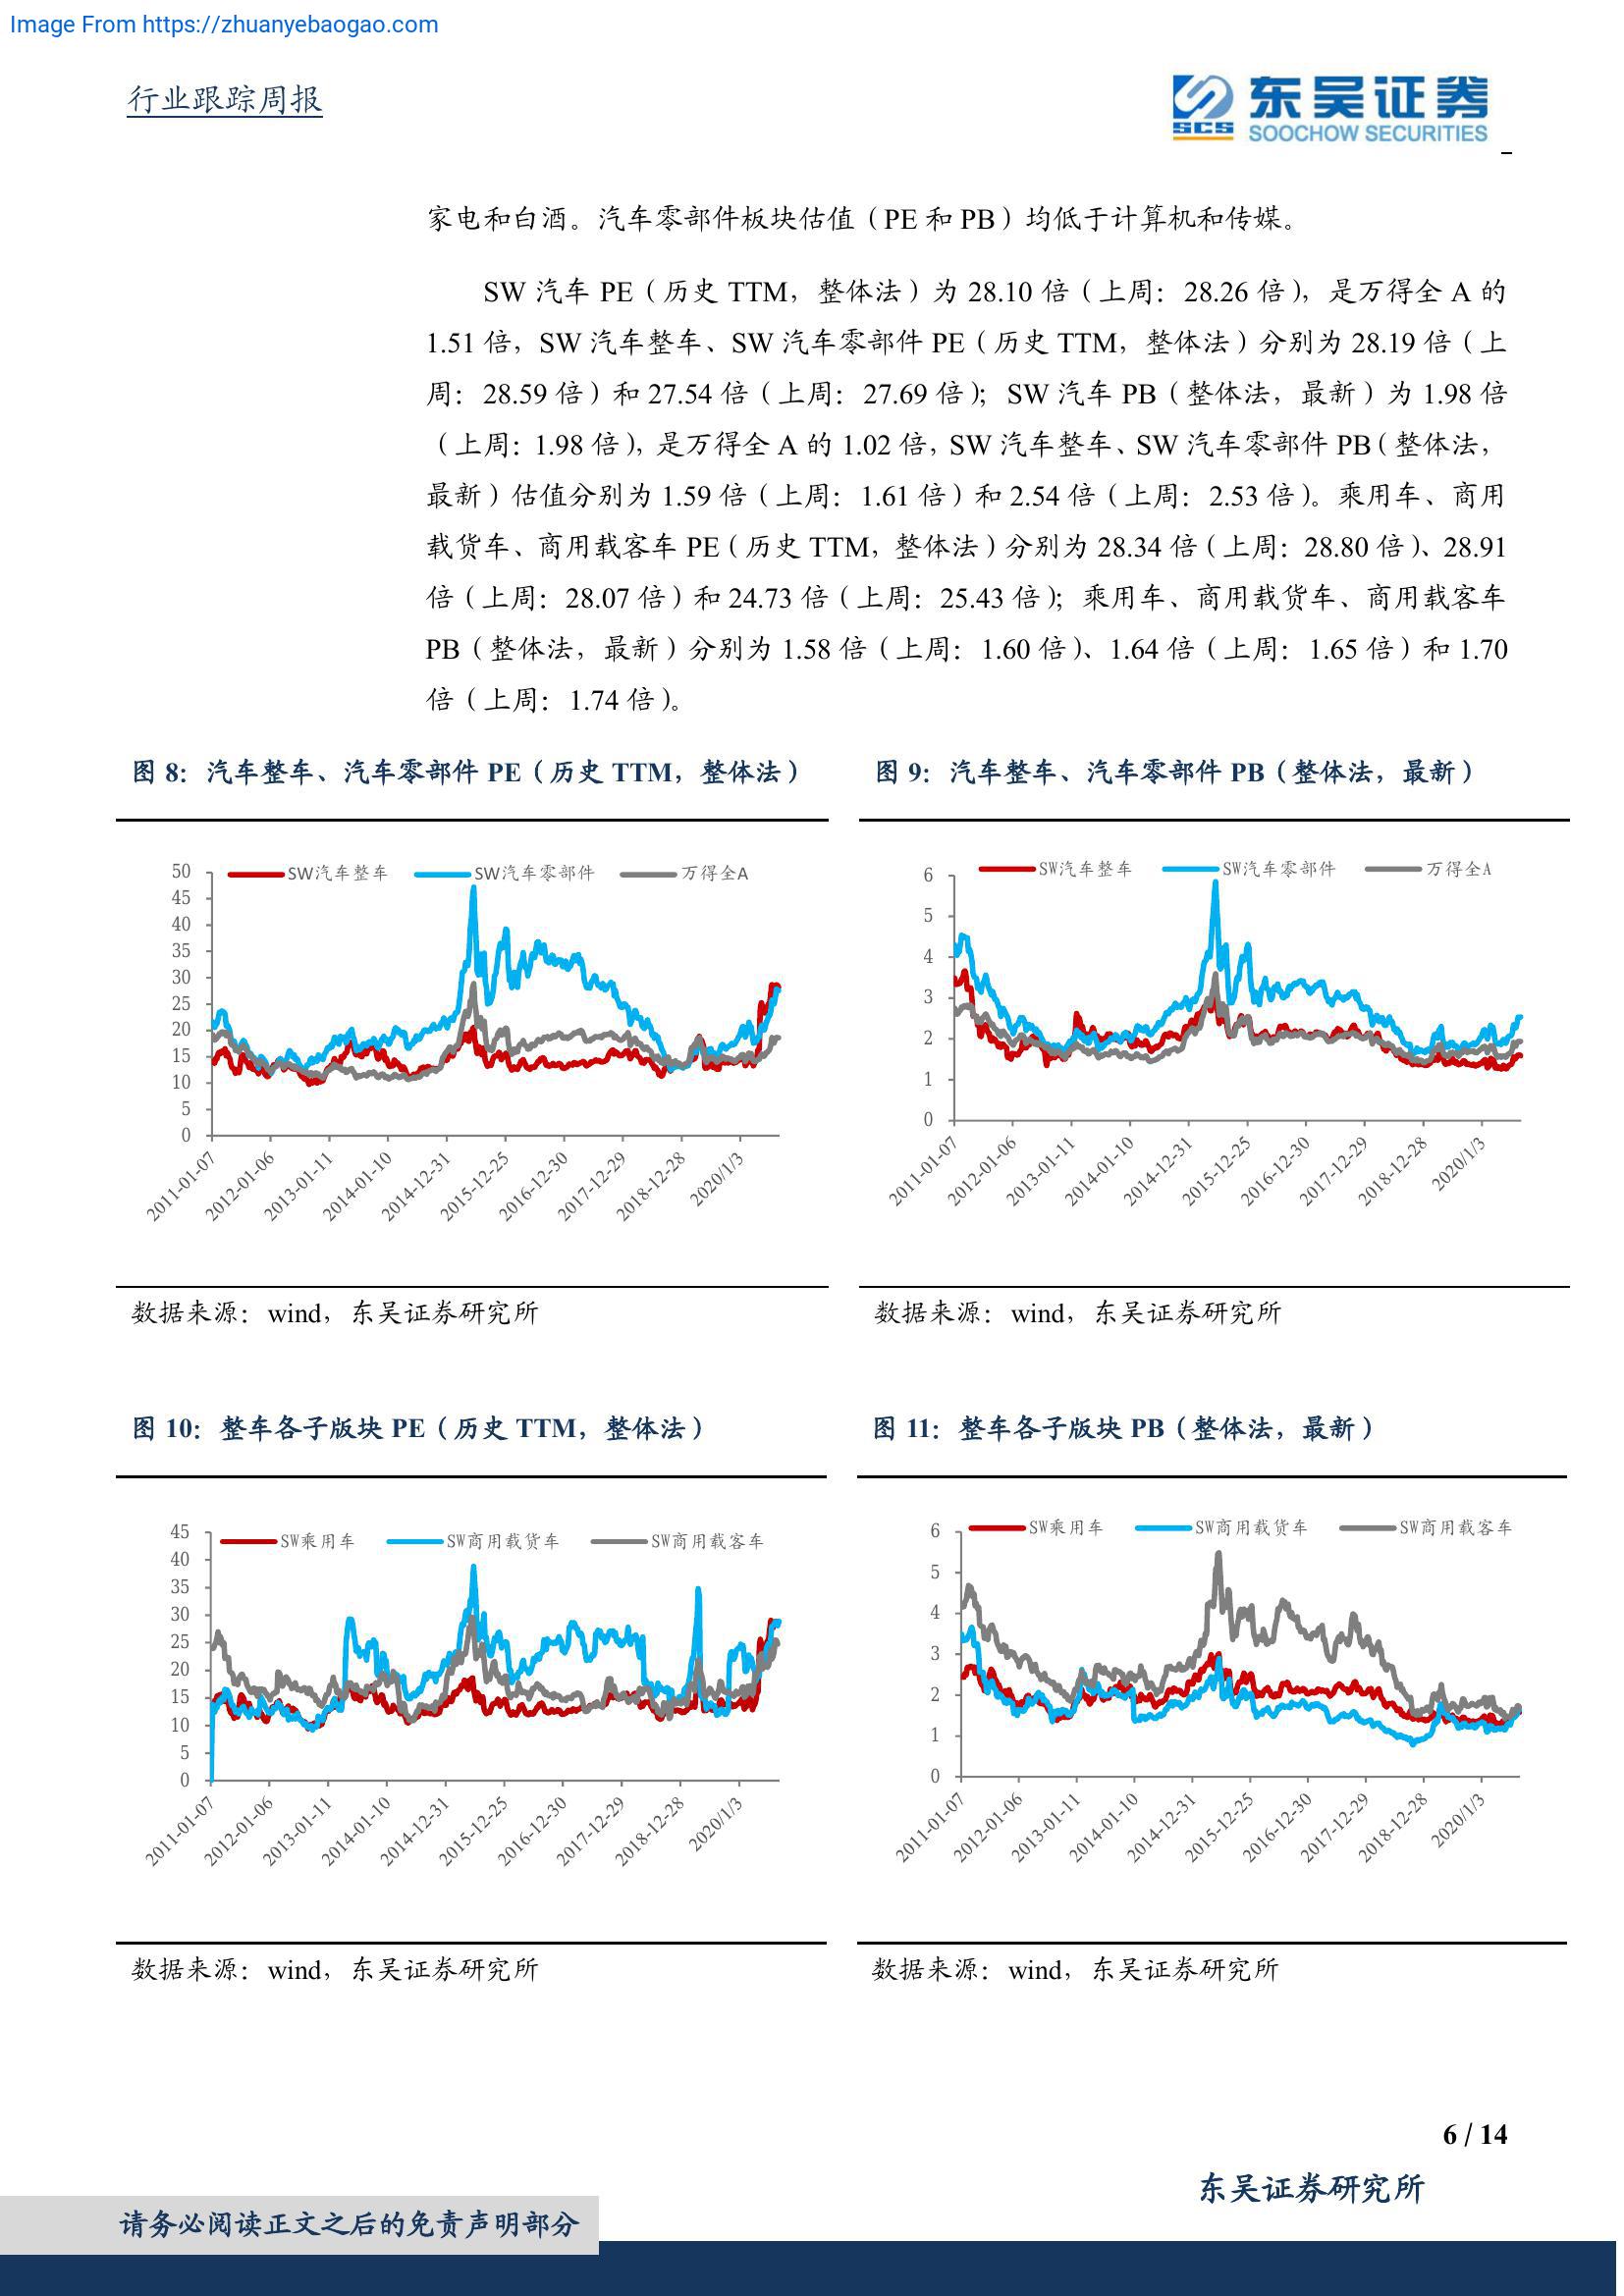 Image From https://zhuanyebaogao.com
行业跟踪周报
东吴证券
SCS
SOOCHOW SECURITIES
家电和白酒。汽车零部件板块估值（PE 和 PB）均低于计算机和传媒。
SW 汽车 PE（历史 TTM，整体法）为 28.10 倍（上周：28.26 倍），是万得全 A 的
1.51 倍，SW 汽车整车、SW 汽车零部件 PE（历史 TTM，整体法）分别为 28.19 倍（上
周：28.59 倍）和 27.54 倍（上周：27.69 倍）；SW 汽车 PB（整体法，最新）为 1.98 倍
（上周：1.98 倍），是万得全 A 的 1.02 倍，SW 汽车整车、SW 汽车零部件 PB（整体法，
最新）估值分别为 1.59 倍（上周：1.61 倍）和 2.54 倍（上周：2.53 倍）。乘用车、商用
载货车、商用载客车 PE（历史 TTM，整体法）分别为 28.34 倍（上周：28.80 倍）、28.91
倍（上周：28.07 倍）和 24.73 倍（上周：25.43 倍）；乘用车、商用载货车、商用载客车
PB（整体法，最新）分别为 1.58 倍（上周：1.60 倍）、1.64 倍（上周：1.65 倍）和 1.70
倍（上周：1.74 倍）。
图 8：汽车整车、汽车零部件 PE（历史 TTM，整体法）
SW汽车整车 SW汽车零部件 万得全A
50
45
40
35
30
25
20
15
10
5
0
2011-01-07 2012-01-06 2013-01-11 2014-01-10 2014-12-31 2015-12-25 2016-12-30 2017-12-29 2018-12-28 2020/1/3
数据来源：wind，东吴证券研究所
图 9：汽车整车、汽车零部件 PB（整体法，最新）
SW汽车整车 SW汽车零部件 万得全A
6
5
4
3
2
1
0
2011-01-07 2012-01-06 2013-01-11 2014-01-10 2014-12-31 2015-12-25 2016-12-30 2017-12-29 2018-12-28 2020/1/3
数据来源：wind，东吴证券研究所
图 10：整车各子版块 PE（历史 TTM，整体法）
SW乘用车 SW商用载货车 SW商用载客车
45
40
35
30
25
20
15
10
5
0
2011-01-07 2012-01-06 2013-01-11 2014-01-10 2014-12-31 2015-12-25 2016-12-30 2017-12-29 2018-12-28 2020/1/3
数据来源：wind，东吴证券研究所
图 11：整车各子版块 PB（整体法，最新）
SW乘用车 SW商用载货车 SW商用载客车
6
5
4
3
2
1
0
2011-01-07 2012-01-06 2013-01-11 2014-01-10 2014-12-31 2015-12-25 2016-12-30 2017-12-29 2018-12-28 2020/1/3
数据来源：wind，东吴证券研究所
6 / 14
东吴证券研究所
请务必阅读正文之后的免责声明部分